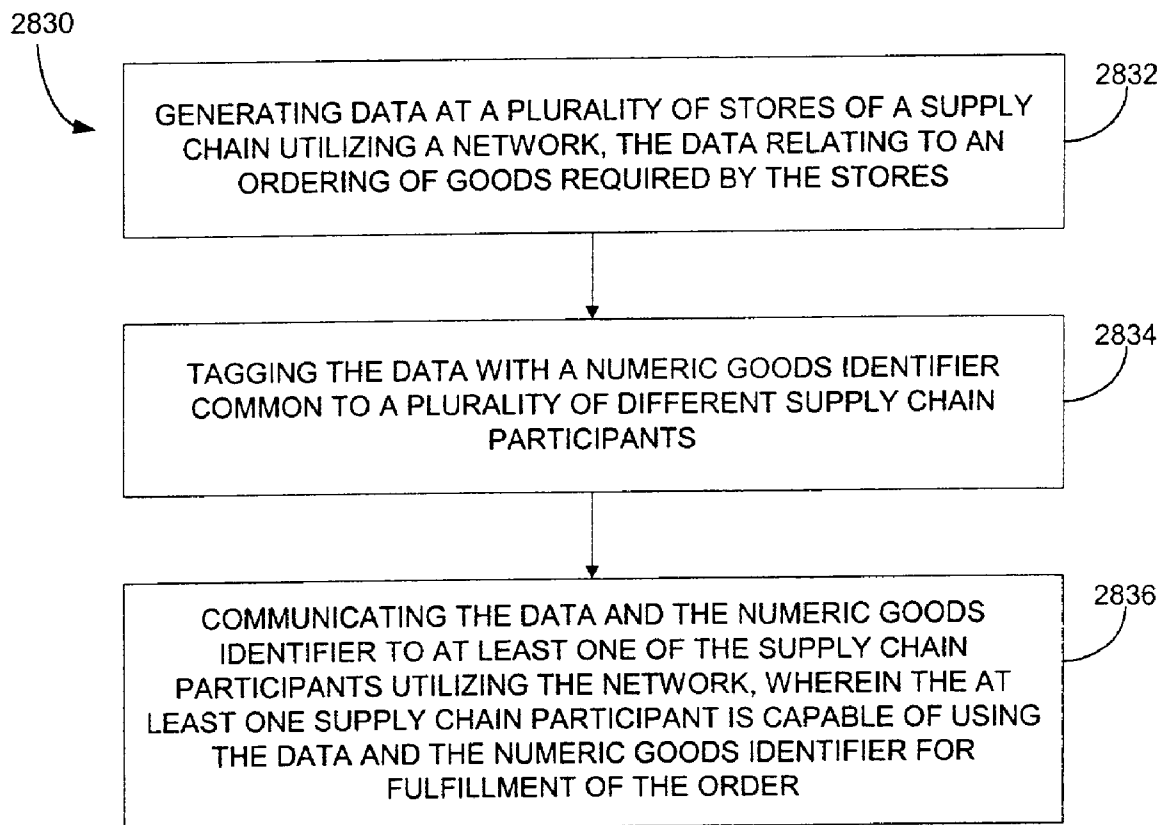 2830
2832
GENERATING DATA AT A PLURALITY OF STORES OF A SUPPLY
CHAIN UTILIZING A NETWORK, THE DATA RELATING TO AN
ORDERING OF GOODS REQUIRED BY THE STORES
2834
TAGGING THE DATA WITH A NUMERIC GOODS IDENTIFIER
COMMON TO A PLURALITY OF DIFFERENT SUPPLY CHAIN
PARTICIPANTS
2836
COMMUNICATING THE DATA AND THE NUMERIC GOODS
IDENTIFIER TO AT LEAST ONE OF THE SUPPLY CHAIN
PARTICIPANTS UTILIZING THE NETWORK, WHEREIN THE AT
LEAST ONE SUPPLY CHAIN PARTICIPANT IS CAPABLE OF USING
THE DATA AND THE NUMERIC GOODS IDENTIFIER FOR
FULFILLMENT OF THE ORDER